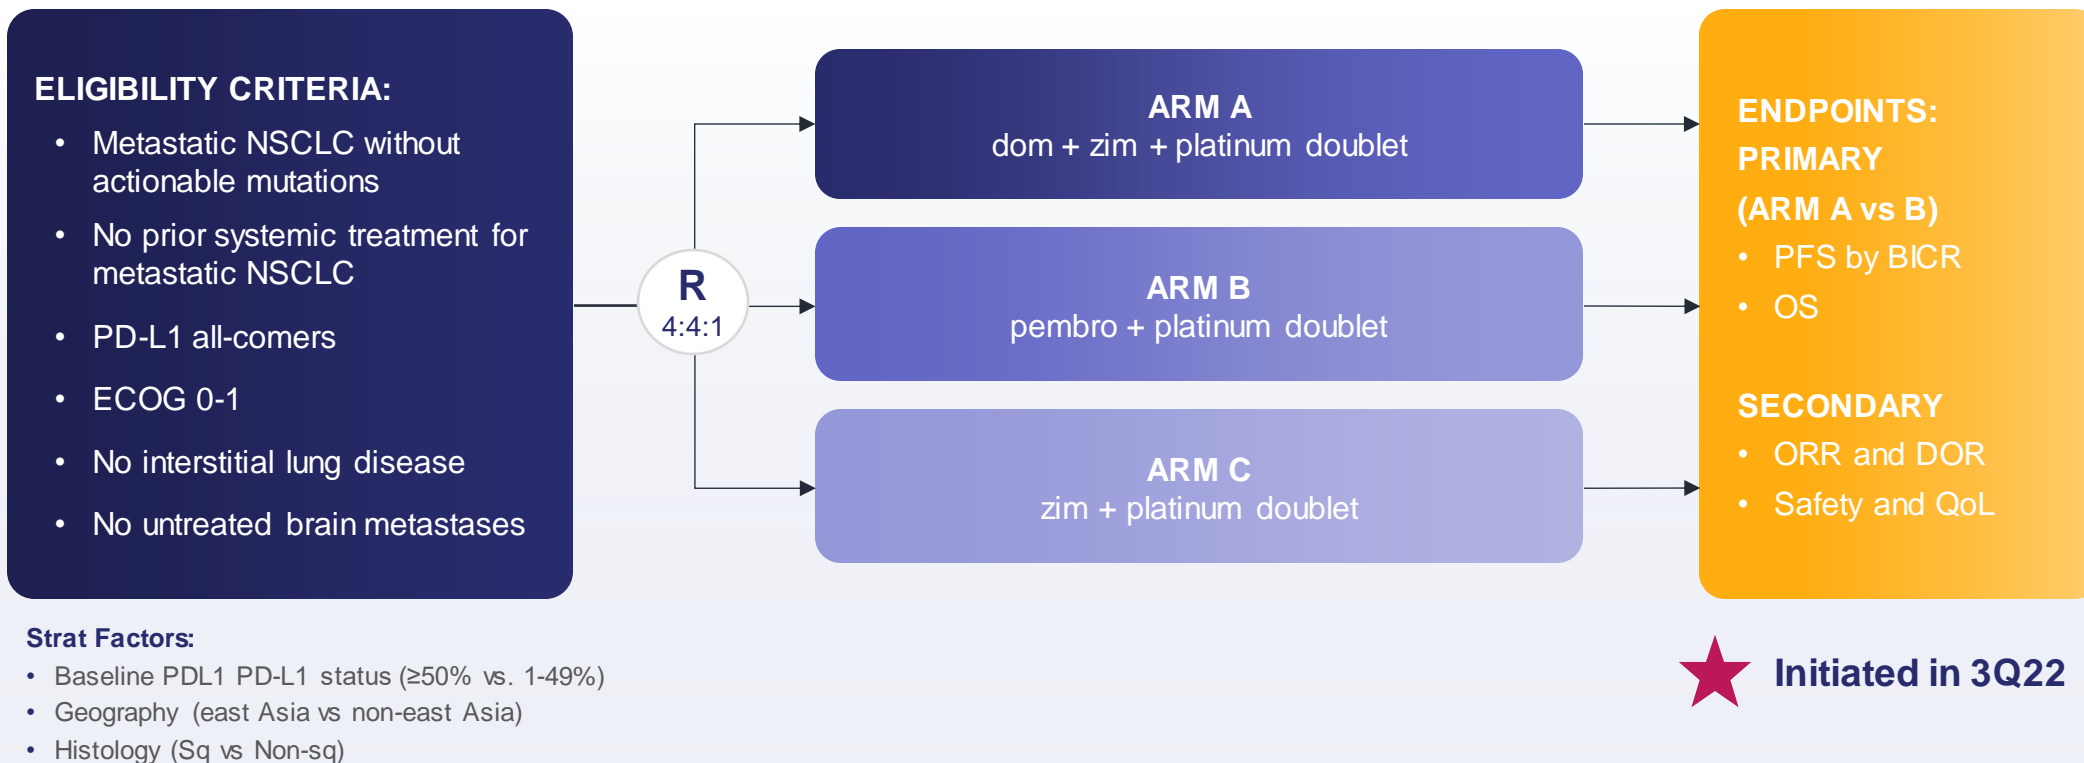 ELIGIBILITY CRITERIA:
• Metastatic NSCLC without
actionable mutations
• No prior systemic treatment for
metastatic NSCLC
• PD-L1 all-comers
• ECOG 0-1
• No interstitial lung disease
• No untreated brain metastases
R
4:4:1
ARM A
dom + zim + platinum doublet
ARM B
pembro + platinum doublet
ARM C
zim + platinum doublet
ENDPOINTS:
PRIMARY
(ARM A vs B)
• PFS by BICR
• OS
SECONDARY
• ORR and DOR
• Safety and QoL
Strat Factors:
• Baseline PDL1 PD-L1 status (≥50% vs. 1-49%)
• Geography (east Asia vs non-east Asia)
• Histology (Sq vs Non-sq)
Initiated in 3Q22